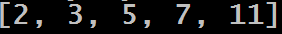 [2, 3, 5, 7, 11]